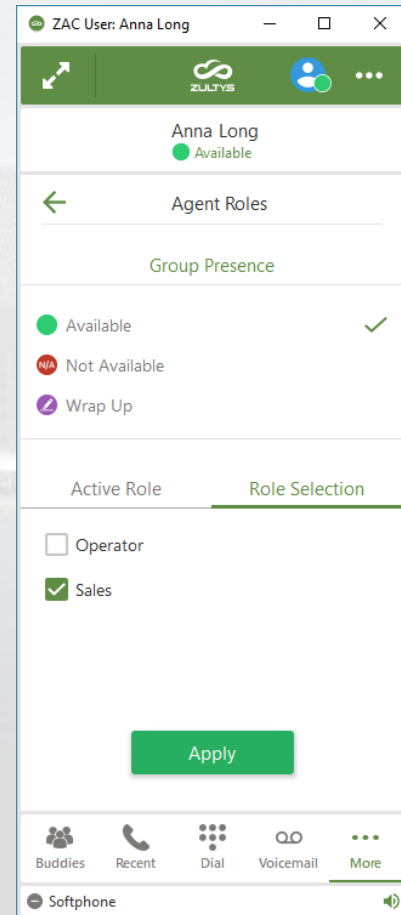 ZAC User: Anna Long
ZULTYS
Anna Long
Available
Agent Roles
Group Presence
Available
N/A Not Available
Wrap Up
Active Role Role Selection
Operator
Sales
Apply
Buddies Recent Dial Voicemail More
Softphone